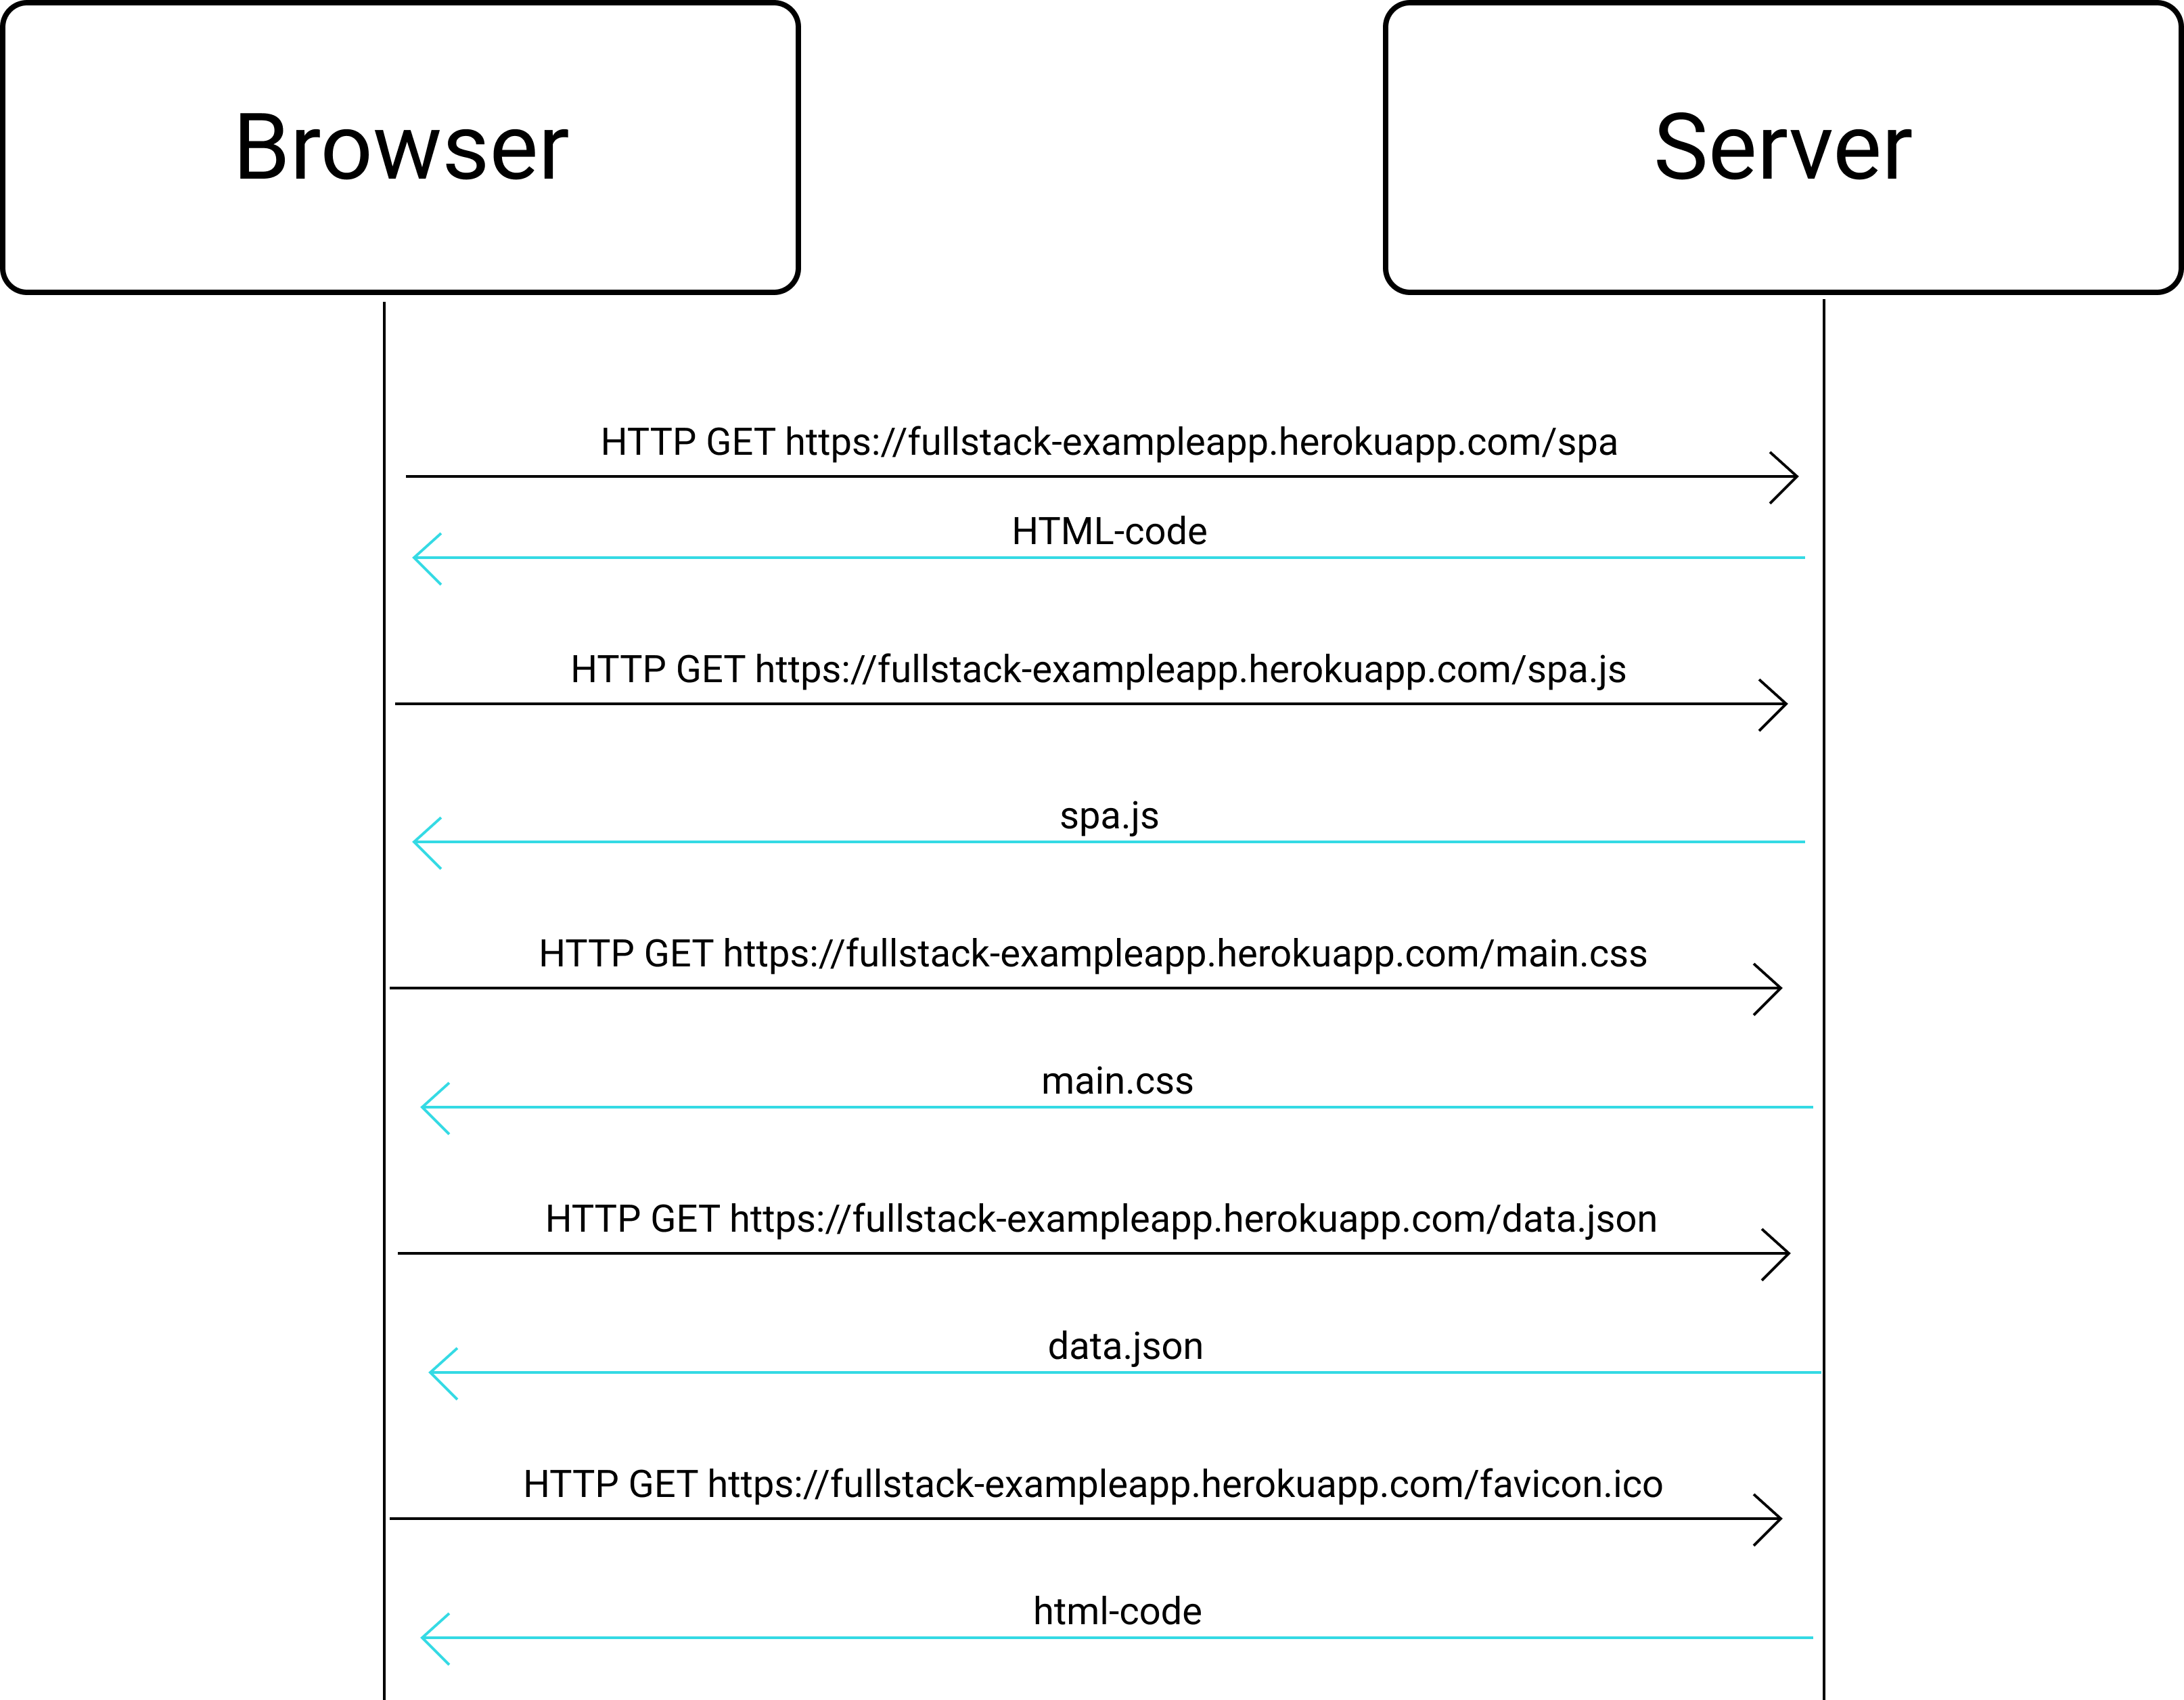 Browser
Server
HTTP GET https://fullstack-exampleapp.herokuapp.com/spa
HTML-code
HTTP GET https://fullstack-exampleapp.herokuapp.com/spa.js
spa.js
HTTP GET https://fullstack-exampleapp.herokuapp.com/main.css
main.css
HTTP GET https://fullstack-exampleapp.herokuapp.com/data.json
data.json
HTTP GET https://fullstack-exampleapp.herokuapp.com/favicon.ico
html-code